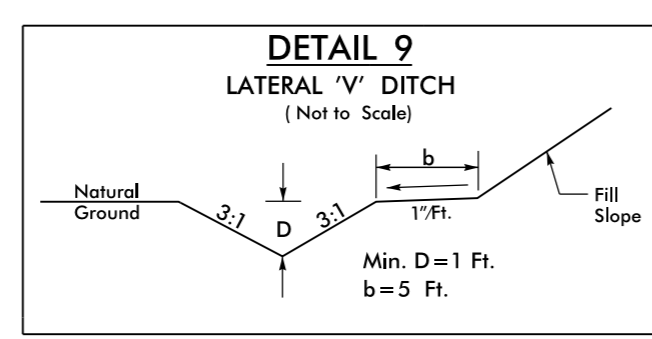 DETAIL 9
LATERAL 'V' DITCH
( Not to Scale)
b
Natural
Ground
3:1
D
3:1
1"/Ft.
Fill
Slope
Min. D=1 Ft.
b=5 Ft.